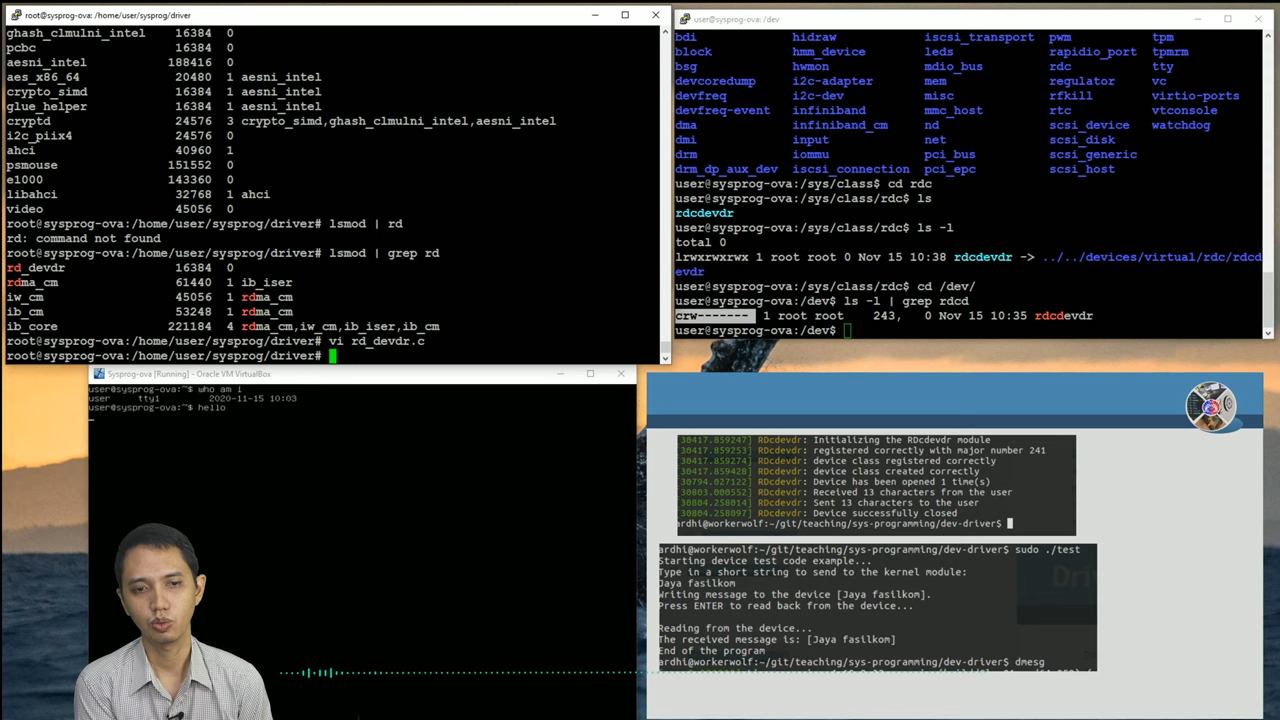 root@sysprog-ova: /home/user/sysprog/driver
ghash_clmulni_intel 16384 0
pcbc 16384 0
aesni_intel 188416 0
aes_x86_64 20480 1 aesni_intel
crypto_simd 16384 1 aesni_intel
glue_helper 16384 1 aesni_intel
cryptd 24576 3 crypto_simd,ghash_clmulni_intel,aesni_intel
i2c_piix4 24576 0
ahci 40960 1
psmouse 151552 0
e1000 143360 0
libahci 32768 1 ahci
video 45056 0
root@sysprog-ova:/home/user/sysprog/driver# lsmod | rd
rd: command not found
root@sysprog-ova:/home/user/sysprog/driver# lsmod | grep rd
rd_devdr 16384 0
rdma_cm 61440 1 ib_iser
iw_cm 45056 1 rdma_cm
ib_cm 53248 1 rdma_cm
ib_core 221184 4 rdma_cm,iw_cm,ib_iser,ib_cm
root@sysprog-ova:/home/user/sysprog/driver# vi rd_devdr.c
root@sysprog-ova:/home/user/sysprog/driver#
user@sysprog-ova: /dev
bdi hidraw iscsi_transport pwm tpm
block hmm_device leds rapidio_port tpmrm
bsg hwmon mdio_bus rdc tty
devcoredump i2c-adapter mem regulator vc
devfreq i2c-dev misc rfkill virtio-ports
devfreq-event infiniband mmc_host rtc vtconsole
dma infiniband_cm nd scsi_device watchdog
dmi input net scsi_disk
drm iommu pci_bus scsi_generic
drm_dp_aux_dev iscsi_connection pci_epc scsi_host
user@sysprog-ova:/sys/class$ cd rdc
user@sysprog-ova:/sys/class/rdc$ ls
rdcdevdr
user@sysprog-ova:/sys/class/rdc$ ls -l
total 0
lrwxrwxrwx 1 root root 0 Nov 15 10:38 rdcdevdr -> ../../devices/virtual/rdc/rdcd
evdr
user@sysprog-ova:/sys/class/rdc$ cd /dev/
user@sysprog-ova:/dev$ ls -l | grep rdcd
crw------- 1 root root 243, 0 Nov 15 10:35 rdcdevdr
user@sysprog-ova:/dev$
Sysprog-ova [Running] - Oracle VM VirtualBox
user@sysprog-ova:~$ who am i
user tty1 2020-11-15 10:03
user@sysprog-ova:~$ hello
30417.859247] RDcdevdr: Initializing the RDcdevdr module
30417.859253] RDcdevdr: registered correctly with major number 241
30417.859274] RDcdevdr: device class registered correctly
30417.859428] RDcdevdr: device class created correctly
30794.027122] RDcdevdr: Device has been opened 1 time(s)
30803.000552] RDcdevdr: Received 13 characters from the user
30804.258014] RDcdevdr: Sent 13 characters to the user
30804.258097] RDcdevdr: Device successfully closed
ardhi@workerwolf:~/git/teaching/sys-programming/dev-driver$
ardhi@workerwolf:~/git/teaching/sys-programming/dev-driver$ sudo ./test
Starting device test code example...
Type in a short string to send to the kernel module:
Jaya fasilkom
Writing message to the device [Jaya fasilkom].
Press ENTER to read back from the device...
Reading from the device...
The received message is: [Jaya fasilkom]
End of the program
ardhi@workerwolf:~/git/teaching/sys-programming/dev-driver$ dmesg